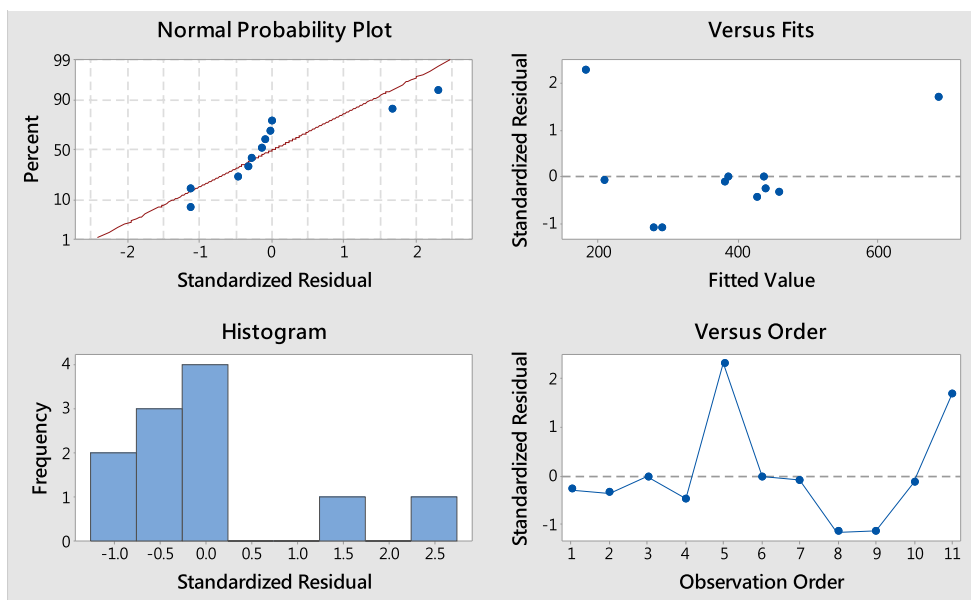 Normal Probability Plot
Percent
99
90
50
10
1
-2 -1 0 1 2
Standardized Residual
Versus Fits
Standardized Residual
2
1
0
-1
200 400 600
Fitted Value
Histogram
Frequency
4
3
2
1
0
-1.0 -0.5 0.0 0.5 1.0 1.5 2.0 2.5
Standardized Residual
Versus Order
Standardized Residual
2
1
0
-1
1 2 3 4 5 6 7 8 9 10 11
Observation Order